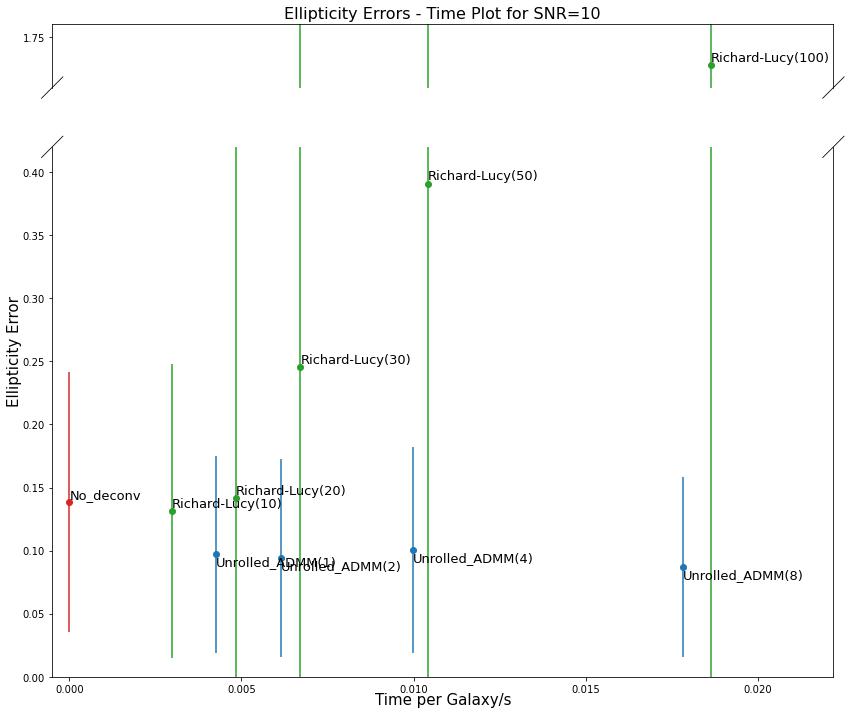 Ellipticity Errors - Time Plot for SNR=10
1.75
Richard-Lucy(100)
0.40
Richard-Lucy(50)
0.35
0.30
Ellipticity Error
0.25
Richard-Lucy(30)
0.20
0.15
No_deconv
Richard-Lucy(20)
Richard-Lucy(10)
0.10
Unrolled_ADMM(1)
Unrolled_ADMM(2)
Unrolled_ADMM(4)
Unrolled_ADMM(8)
0.05
0.00
0.000
0.005
0.010
0.015
0.020
Time per Galaxy/s